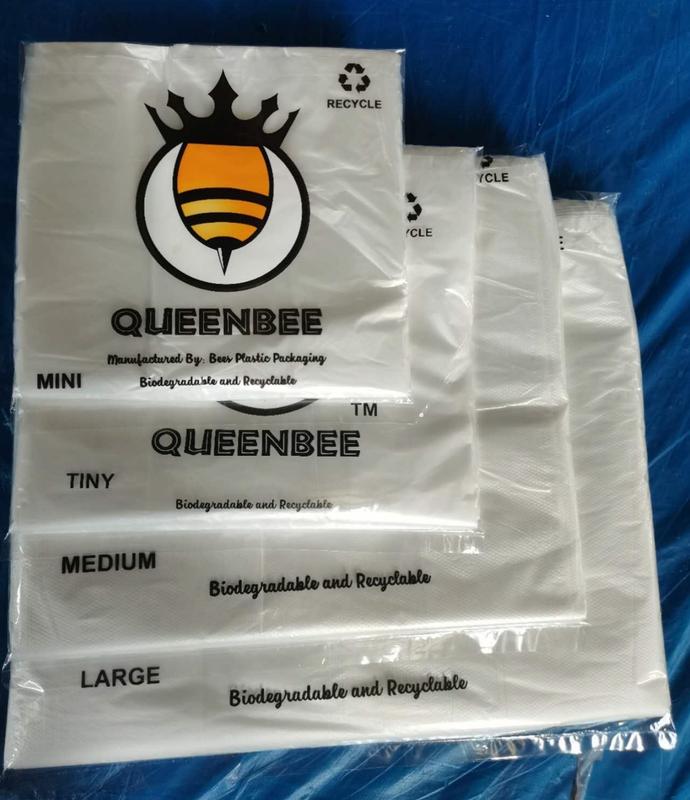 RECYCLE
QUEENBEE
Manufactured By: Bees Plastic Packaging
MINI
Biodegradable and Recyclable
YCLE
TM
QUEENBEE
TINY
Biodegradable and Recyclable
YCLE
MEDIUM
Biodegradable and Recyclable
E
LARGE
Biodegradable and Recyclable